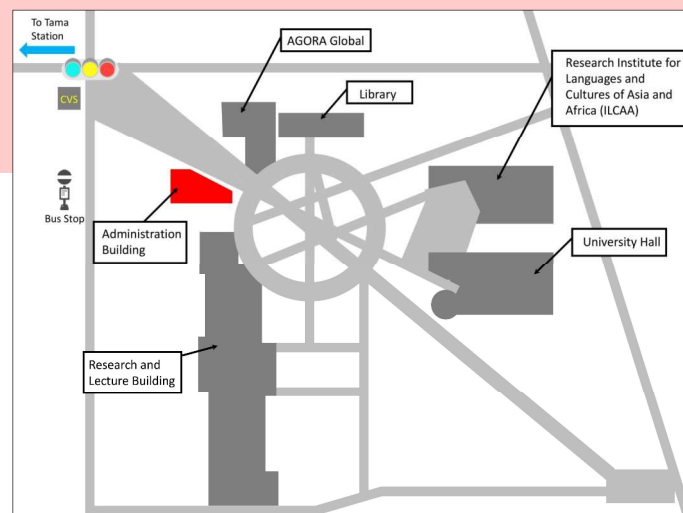 To Tama
Station
AGORA Global
Library
Research Institute for
Languages and
Cultures of Asia and
Africa (ILCAA)
CVS
Bus Stop
Administration
Building
University Hall
Research and
Lecture Building